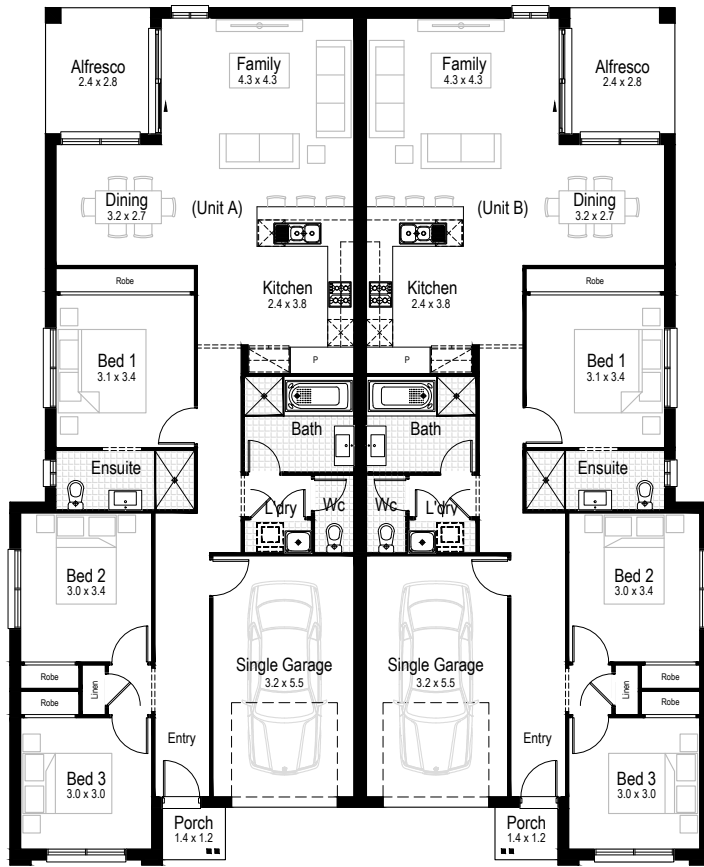 Alfresco
2.4 x 2.8
Family
4.3 x 4.3
Family
4.3 x 4.3
Alfresco
2.4 x 2.8
Dining
3.2 x 2.7
(Unit A)
(Unit B)
Dining
3.2 x 2.7
Robe
Kitchen
2.4 x 3.8
Kitchen
2.4 x 3.8
Robe
Bed 1
3.1 x 3.4
P
P
Bed 1
3.1 x 3.4
Bath
Bath
Ensuite
Ensuite
L'dry
Wc
Wc
L'dry
Bed 2
3.0 x 3.4
Bed 2
3.0 x 3.4
Single Garage
3.2 x 5.5
Single Garage
3.2 x 5.5
Robe
Linen
Linen
Robe
Robe
Robe
Entry
Entry
Bed 3
3.0 x 3.0
Bed 3
3.0 x 3.0
Porch
1.4 x 1.2
Porch
1.4 x 1.2